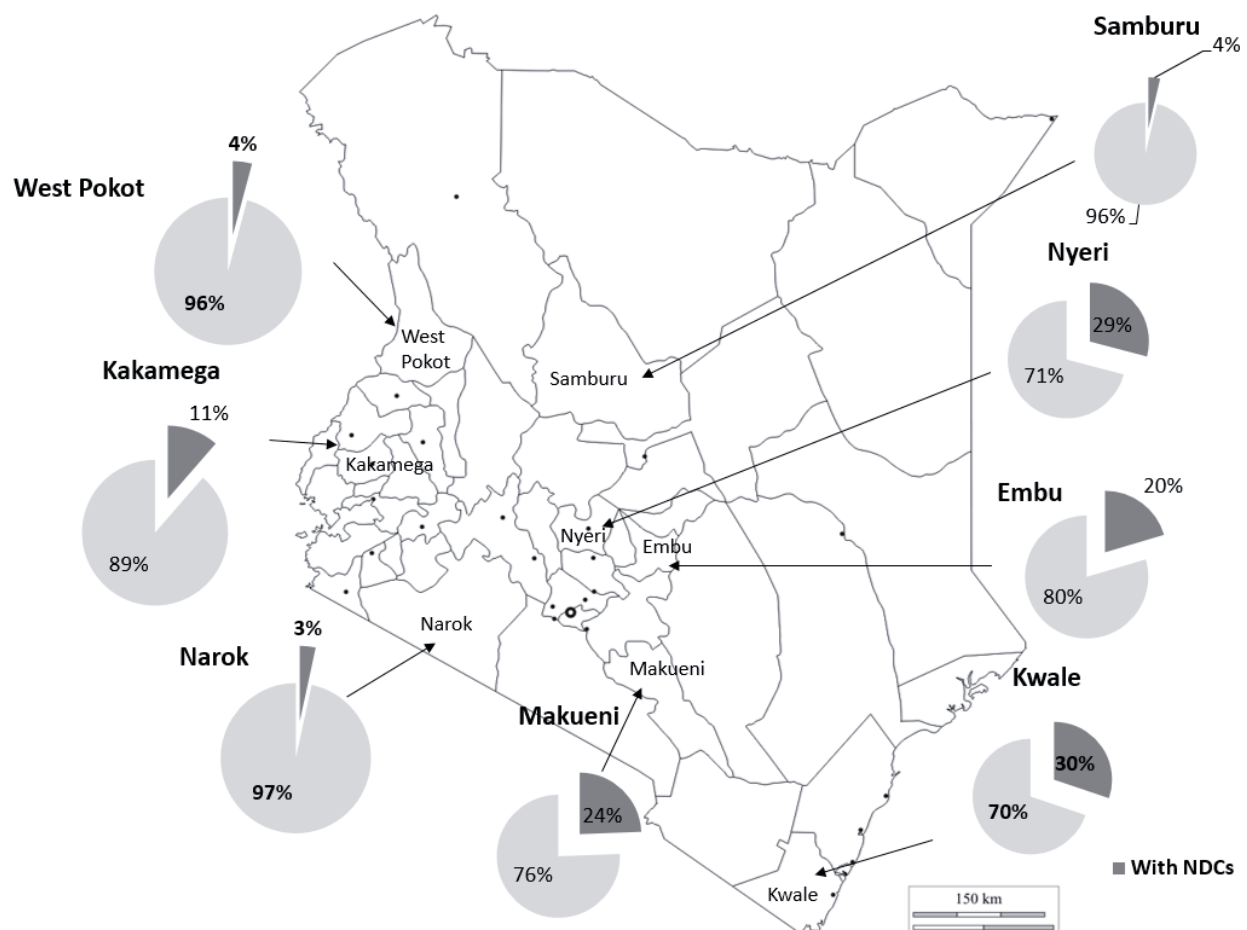 Samburu
4%
96%
4%
West Pokot
96%
Nyeri
29%
71%
West
Pokot
Samburu
Kakamega
11%
89%
Kakamega
Nyeri
Embu
Embu
20%
80%
Narok
3%
97%
Narok
Makueni
Makueni
24%
76%
Kwale
30%
70%
Kwale
With NDCs
150 km